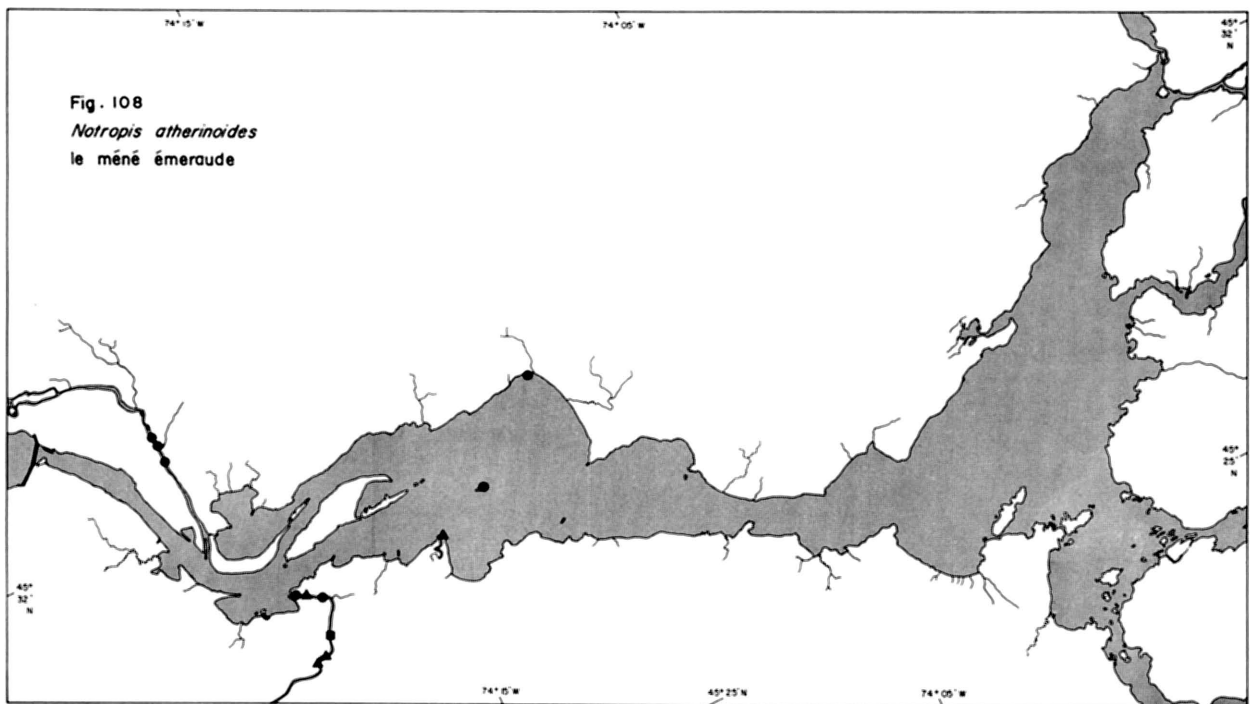 74° 15' W
74° 05' W
45°
32'
N
Fig. 108
Notropis atherinoides
le méné émeraude
45°
25'
N
45°
32'
N
74° 15' W
45° 25' N
74° 05' W